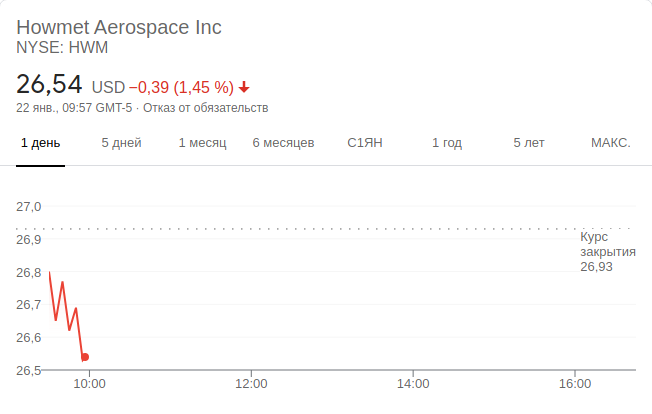 Howmet Aerospace Inc
NYSE: HWM
26,54 USD −0,39 (1,45 %)
22 янв., 09:57 GMT-5 · Отказ от обязательств
1 день 5 дней 1 месяц 6 месяцев С1ЯН 1 год 5 лет МАКС.
27,0
26,9
Курс
закрытия
26,93
26,8
26,7
26,6
26,5
10:00 12:00 14:00 16:00